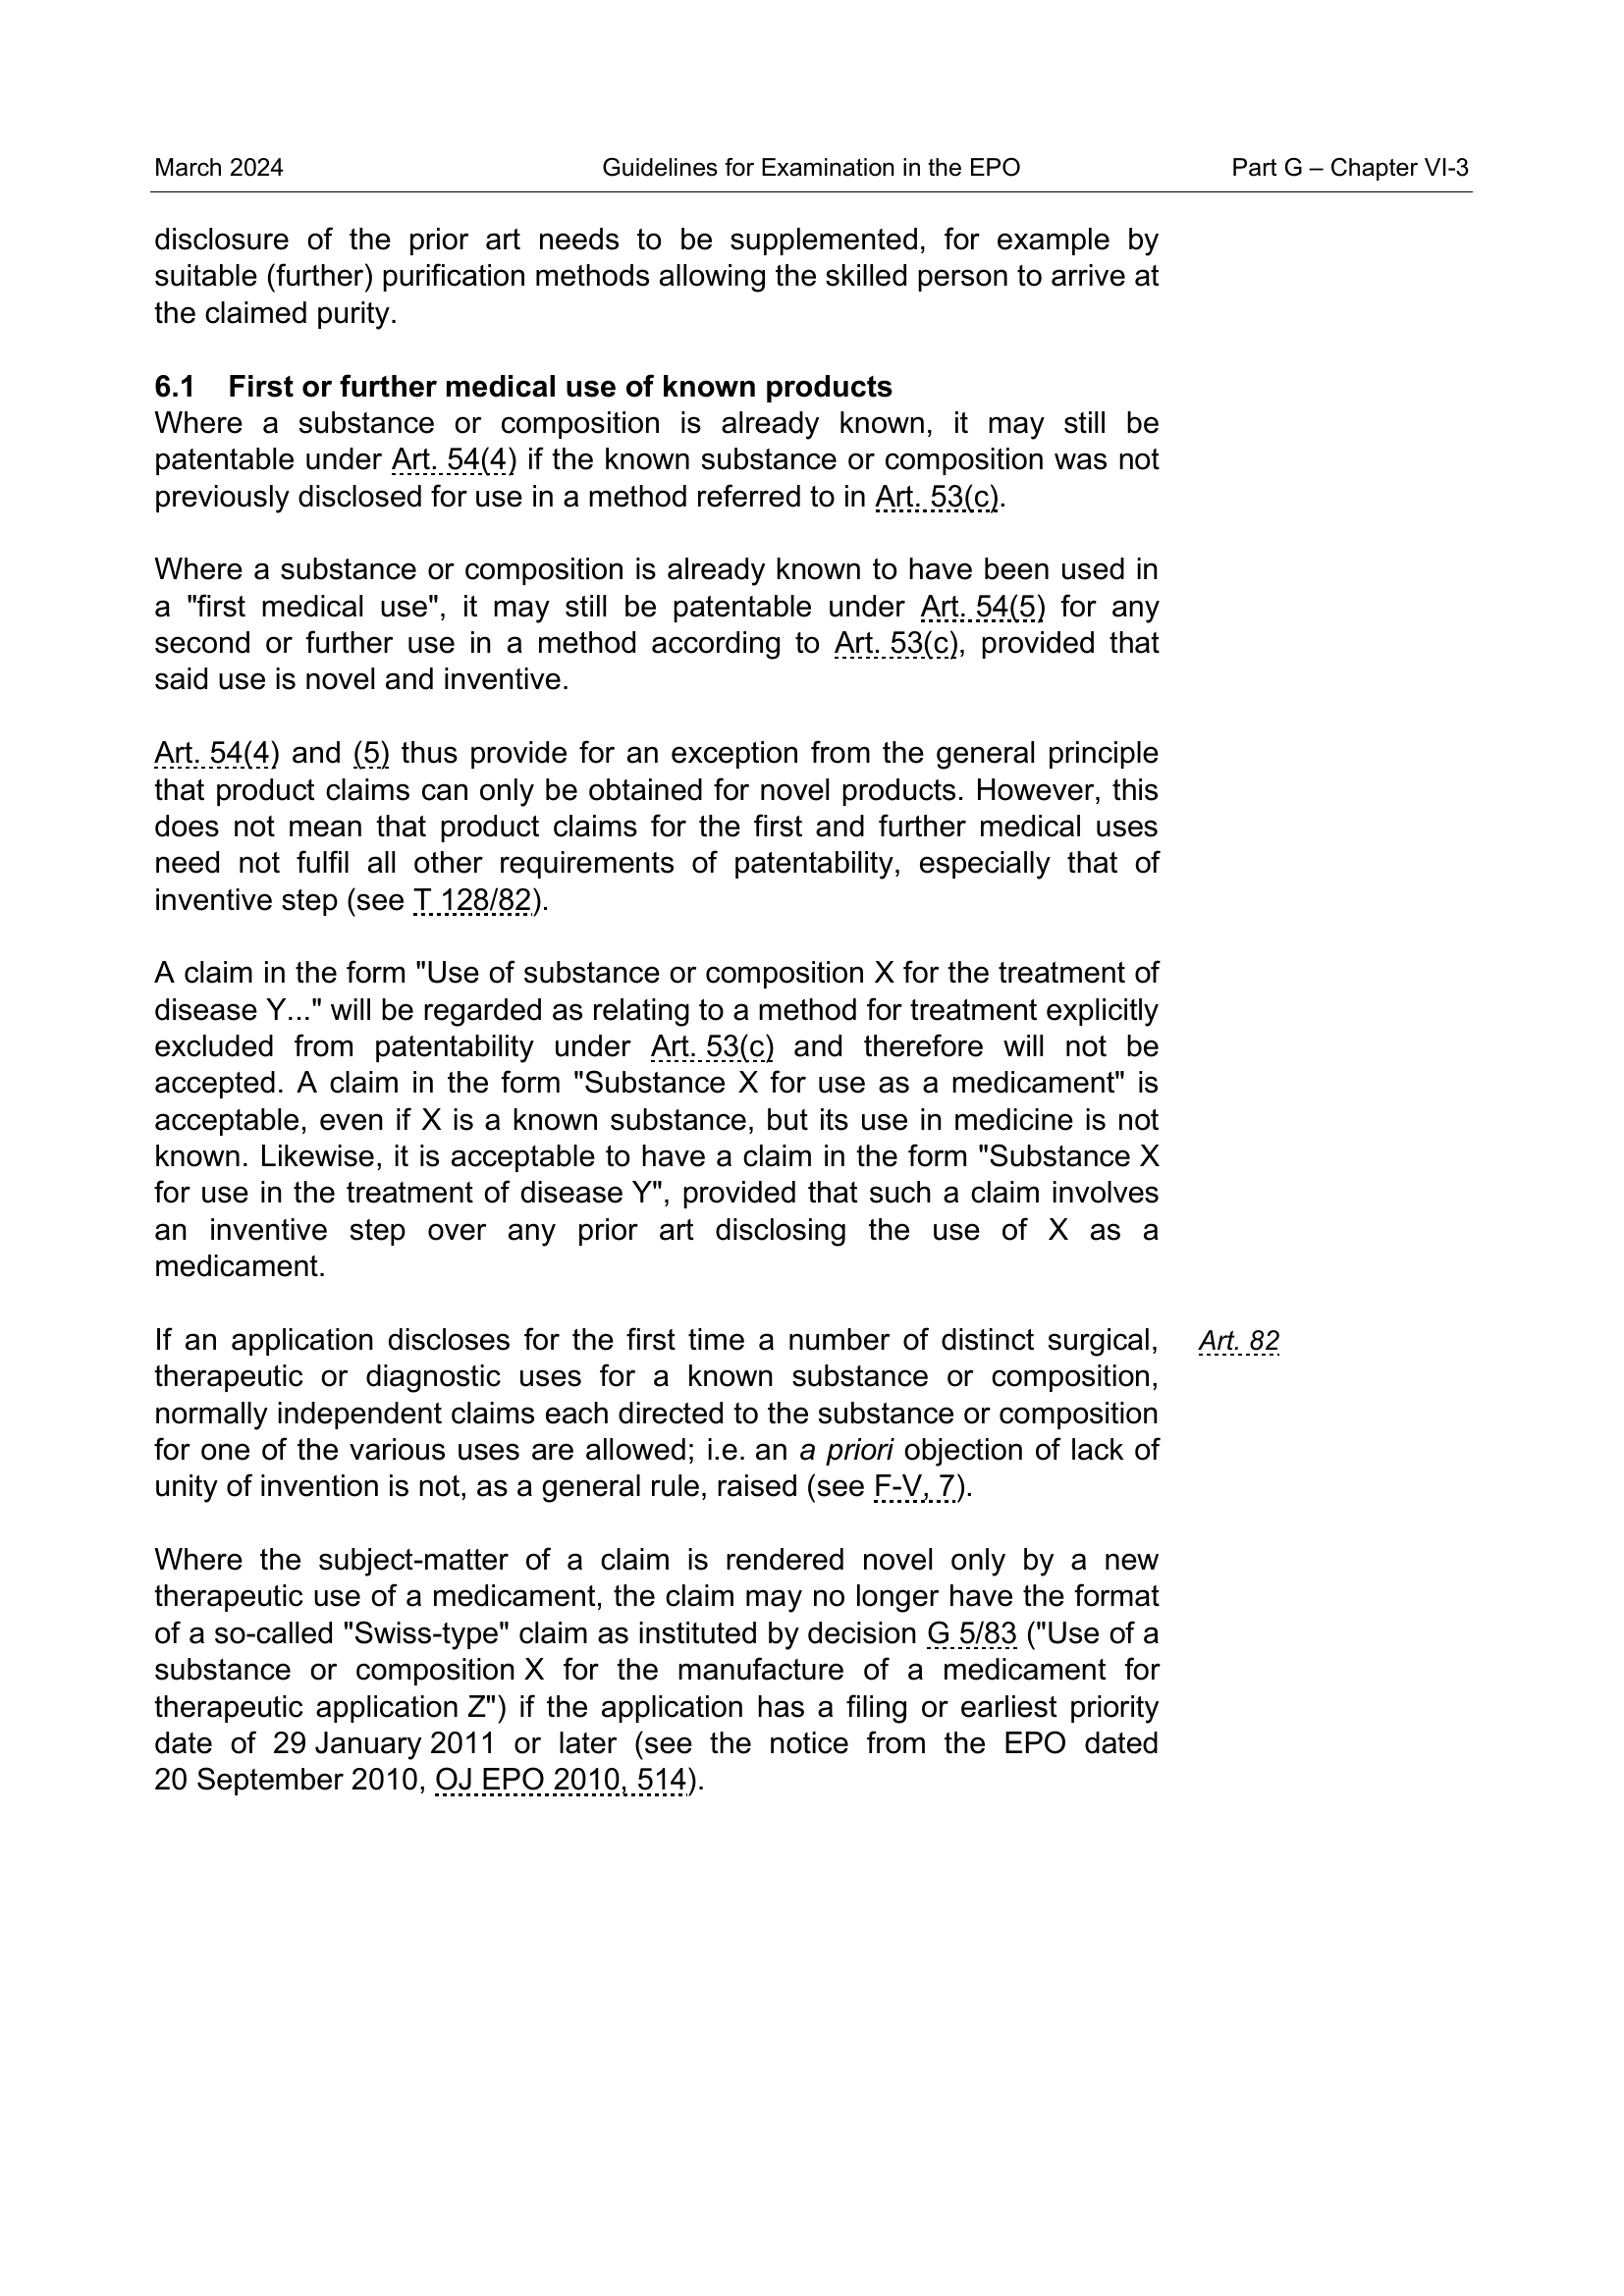 March 2024 Guidelines for Examination in the EPO Part G – Chapter VI-3
disclosure of the prior art needs to be supplemented, for example by
suitable (further) purification methods allowing the skilled person to arrive at
the claimed purity.
6.1 First or further medical use of known products
Where a substance or composition is already known, it may still be
patentable under Art. 54(4) if the known substance or composition was not
previously disclosed for use in a method referred to in Art. 53(c).
Where a substance or composition is already known to have been used in
a "first medical use", it may still be patentable under Art. 54(5) for any
second or further use in a method according to Art. 53(c), provided that
said use is novel and inventive.
Art. 54(4) and (5) thus provide for an exception from the general principle
that product claims can only be obtained for novel products. However, this
does not mean that product claims for the first and further medical uses
need not fulfil all other requirements of patentability, especially that of
inventive step (see T 128/82).
A claim in the form "Use of substance or composition X for the treatment of
disease Y..." will be regarded as relating to a method for treatment explicitly
excluded from patentability under Art. 53(c) and therefore will not be
accepted. A claim in the form "Substance X for use as a medicament" is
acceptable, even if X is a known substance, but its use in medicine is not
known. Likewise, it is acceptable to have a claim in the form "Substance X
for use in the treatment of disease Y", provided that such a claim involves
an inventive step over any prior art disclosing the use of X as a
medicament.
If an application discloses for the first time a number of distinct surgical, Art. 82
therapeutic or diagnostic uses for a known substance or composition,
normally independent claims each directed to the substance or composition
for one of the various uses are allowed; i.e. an a priori objection of lack of
unity of invention is not, as a general rule, raised (see F-V, 7).
Where the subject-matter of a claim is rendered novel only by a new
therapeutic use of a medicament, the claim may no longer have the format
of a so-called "Swiss-type" claim as instituted by decision G 5/83 ("Use of a
substance or composition X for the manufacture of a medicament for
therapeutic application Z") if the application has a filing or earliest priority
date of 29 January 2011 or later (see the notice from the EPO dated
20 September 2010, OJ EPO 2010, 514).